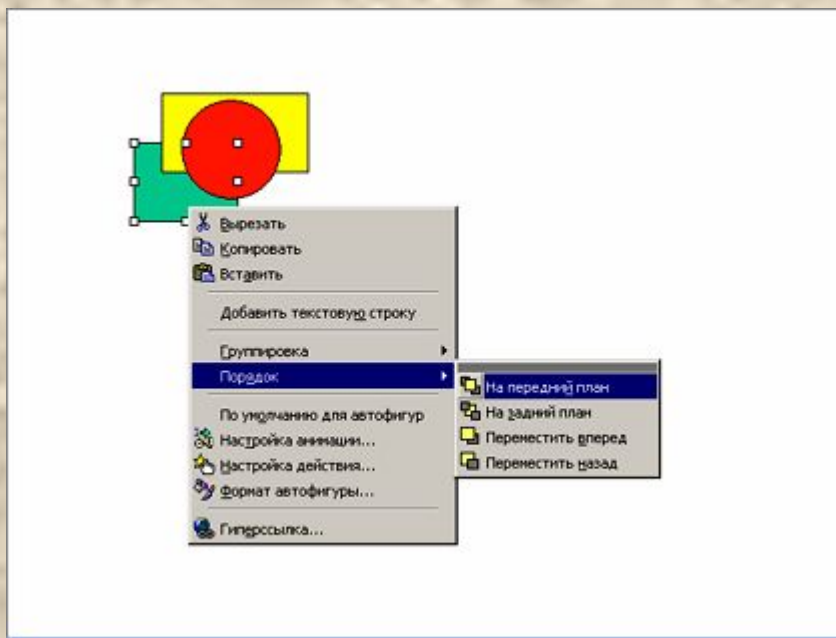 Вырезать
Копировать
Вставить
Добавить текстовую строку
Группировка
Порядок
На передний план
На задний план
Переместить вперед
Переместить назад
По умолчанию для автофигур
Настройка анимации...
Настройка действия...
Формат автофигуры...
Гиперссылка...